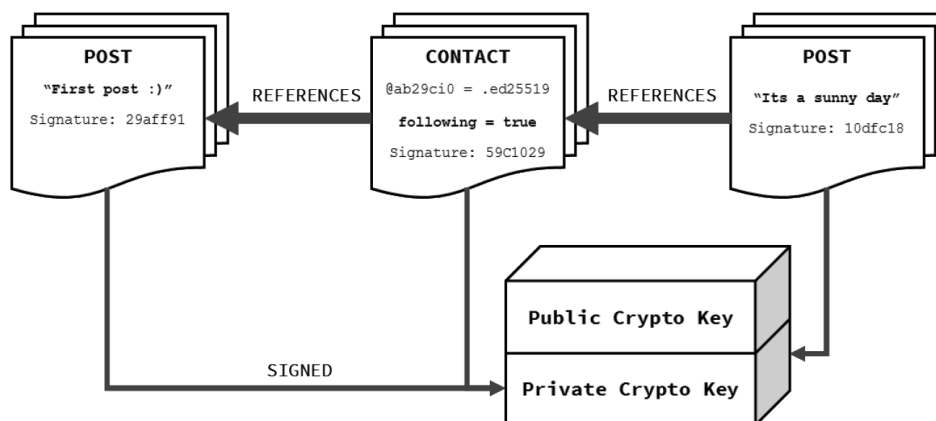 POST
“First post :)”
Signature: 29aff91
REFERENCES
CONTACT
@ab29ci0 = .ed25519
following = true
Signature: 59C1029
REFERENCES
POST
“Its a sunny day”
Signature: 10dfc18
Public Crypto Key
Private Crypto Key
SIGNED